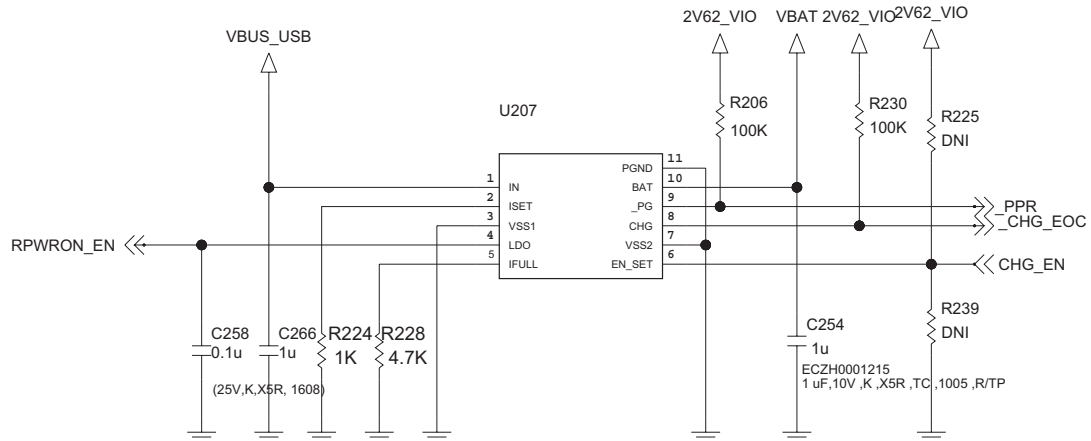 2V62_VIO
VBAT
2V62_VIO
2V62_VIO
VBUS_USB
U207
R206
100K
R230
100K
R225
DNI
1
2
3
4
5
IN
ISET
VSS1
LDO
IFULL
PGND
BAT
_PG
CHG
VSS2
EN_SET
11
10
9
8
7
6
RPWRON_EN
_PPR
_CHG_EOC
CHG_EN
C258
0.1u
C266
1u
(25V,K,X5R, 1608)
R224
1K
R228
4.7K
C254
1u
ECZH0001215
1 uF,10V ,K ,X5R ,TC ,1005 ,R/TP
R239
DNI